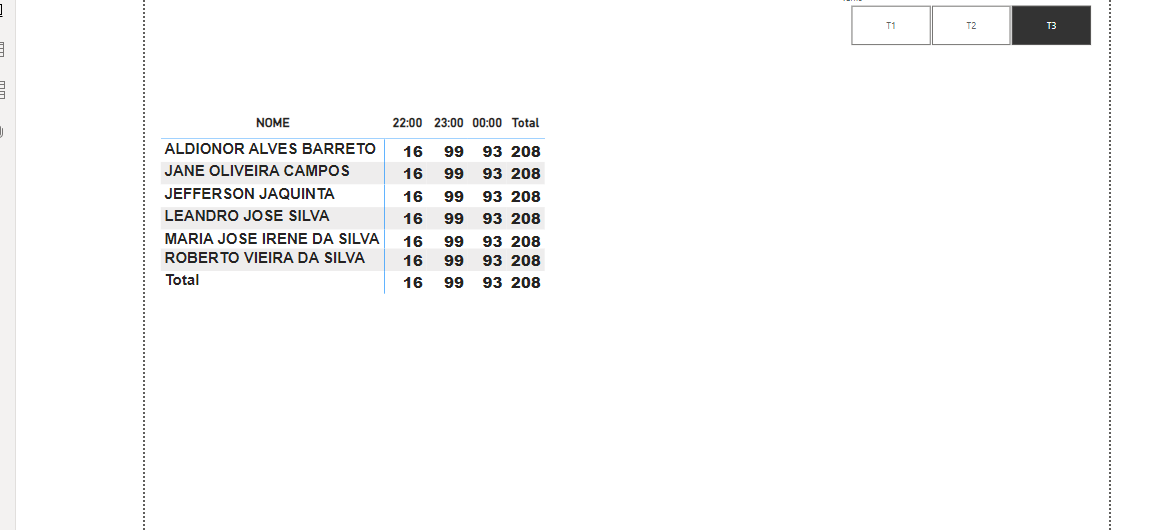 T1 T2 T3
NOME 22:00 23:00 00:00 Total
ALDIONOR ALVES BARRETO 16 99 93 208
JANE OLIVEIRA CAMPOS 16 99 93 208
JEFFERSON JAQUINTA 16 99 93 208
LEANDRO JOSE SILVA 16 99 93 208
MARIA JOSE IRENE DA SILVA 16 99 93 208
ROBERTO VIEIRA DA SILVA 16 99 93 208
Total 16 99 93 208